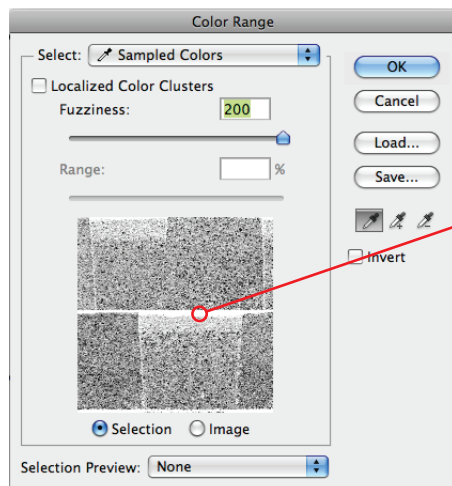 Color Range
Select: Sampled Colors
Localized Color Clusters
Fuzziness: 200
Range: %
Selection Image
Selection Preview: None
OK
Cancel
Load...
Save...
Invert